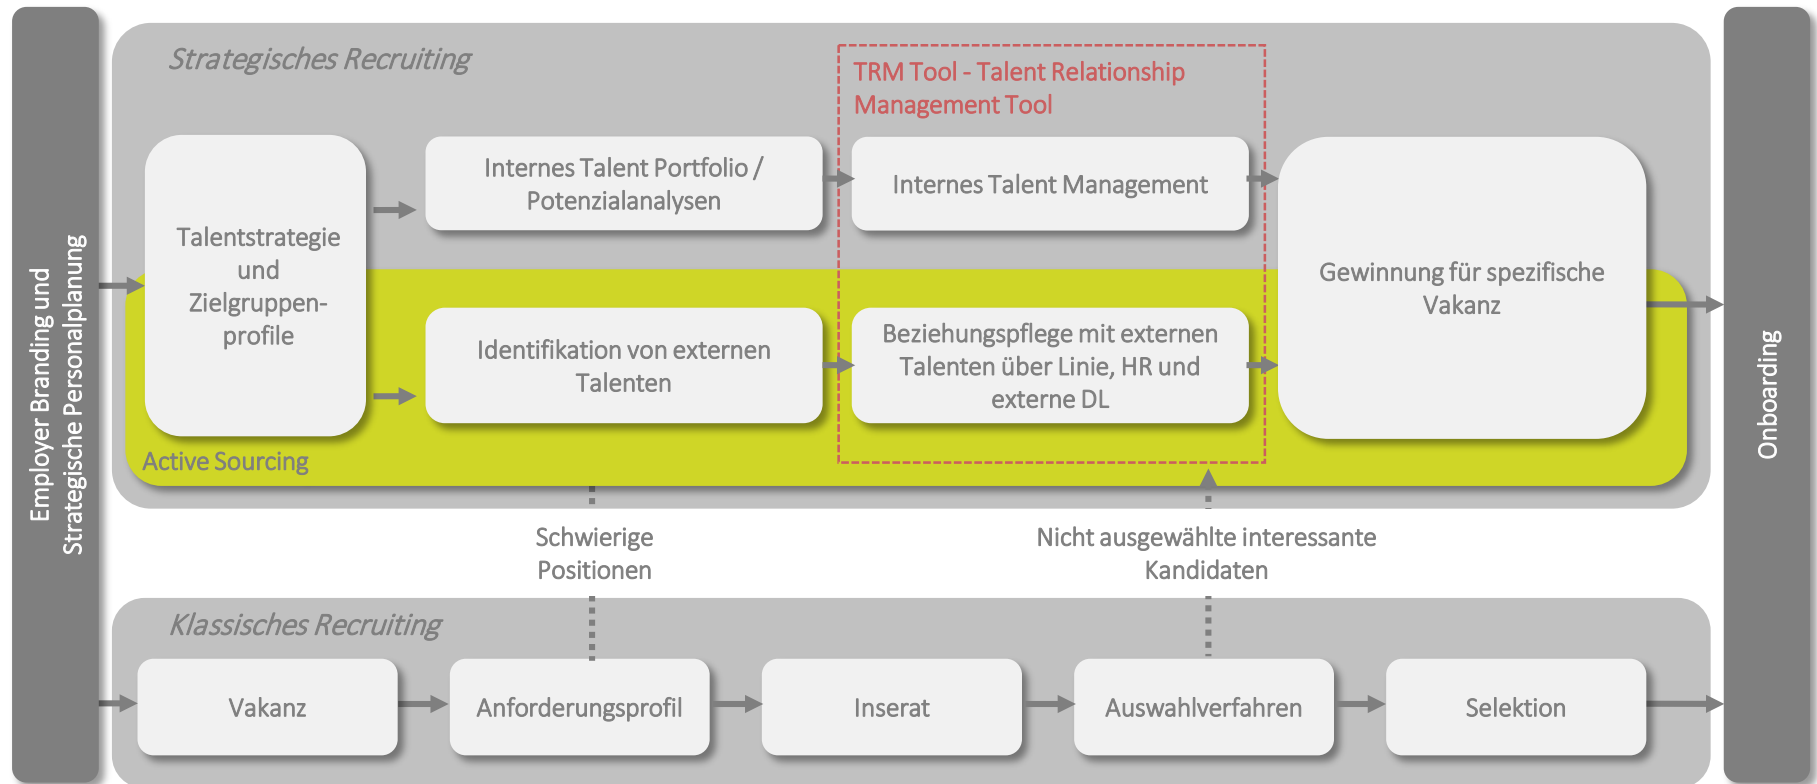 Employer Branding und
Strategische Personalplanung
Strategisches Recruiting
TRM Tool - Talent Relationship
Management Tool
Talentstrategie
und
Zielgruppen-
profile
Internes Talent Portfolio /
Potenzialanalysen
Internes Talent Management
Identifikation von externen
Talenten
Beziehungspflege mit externen
Talenten über Linie, HR und
externe DL
Gewinnung für spezifische
Vakanz
Active Sourcing
Schwierige
Positionen
Nicht ausgewählte interessante
Kandidaten
Klassisches Recruiting
Vakanz
Anforderungsprofil
Inserat
Auswahlverfahren
Selektion
Onboarding